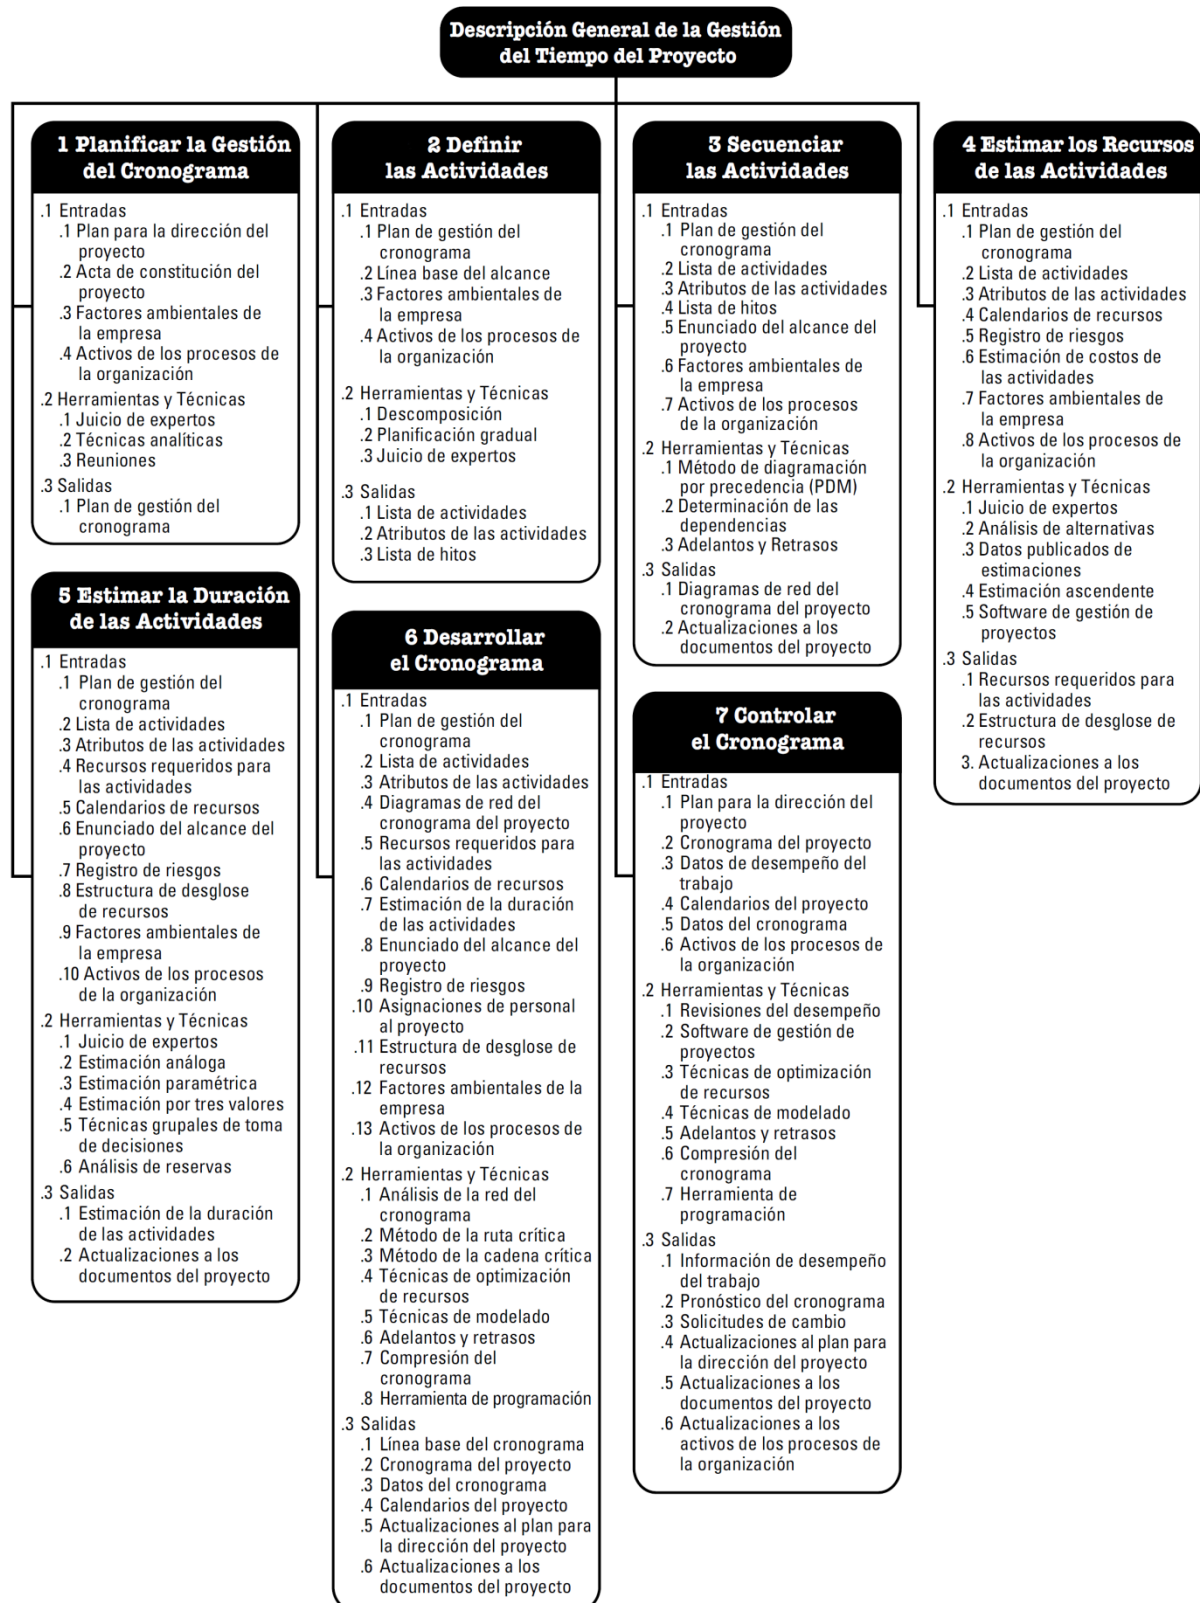 Descripción General de la Gestión
del Tiempo del Proyecto
1 Planificar la Gestión
del Cronograma
.1 Entradas
.1 Plan para la dirección del
proyecto
.2 Acta de constitución del
proyecto
.3 Factores ambientales de
la empresa
.4 Activos de los procesos de
la organización
.2 Herramientas y Técnicas
.1 Juicio de expertos
.2 Técnicas analíticas
.3 Reuniones
.3 Salidas
.1 Plan de gestión del
cronograma
2 Definir
las Actividades
.1 Entradas
.1 Plan de gestión del
cronograma
.2 Línea base del alcance
.3 Factores ambientales de
la empresa
.4 Activos de los procesos de
la organización
.2 Herramientas y Técnicas
.1 Descomposición
.2 Planificación gradual
.3 Juicio de expertos
.3 Salidas
.1 Lista de actividades
.2 Atributos de las actividades
.3 Lista de hitos
3 Secuenciar
las Actividades
.1 Entradas
.1 Plan de gestión del
cronograma
.2 Lista de actividades
.3 Atributos de las actividades
.4 Lista de hitos
.5 Enunciado del alcance del
proyecto
.6 Factores ambientales de
la empresa
.7 Activos de los procesos
de la organización
.2 Herramientas y Técnicas
.1 Método de diagramación
por precedencia (PDM)
.2 Determinación de las
dependencias
.3 Adelantos y Retrasos
.3 Salidas
.1 Diagramas de red del
cronograma del proyecto
.2 Actualizaciones a los
documentos del proyecto
4 Estimar los Recursos
de las Actividades
.1 Entradas
.1 Plan de gestión del
cronograma
.2 Lista de actividades
.3 Atributos de las actividades
.4 Calendarios de recursos
.5 Registro de riesgos
.6 Estimación de costos de
las actividades
.7 Factores ambientales de
la empresa
.8 Activos de los procesos de
la organización
.2 Herramientas y Técnicas
.1 Juicio de expertos
.2 Análisis de alternativas
.3 Datos publicados de
estimaciones
.4 Estimación ascendente
.5 Software de gestión de
proyectos
.3 Salidas
.1 Recursos requeridos para
las actividades
.2 Estructura de desglose de
recursos
3. Actualizaciones a los
documentos del proyecto
5 Estimar la Duración
de las Actividades
.1 Entradas
.1 Plan de gestión del
cronograma
.2 Lista de actividades
.3 Atributos de las actividades
.4 Recursos requeridos para
las actividades
.5 Calendarios de recursos
.6 Enunciado del alcance del
proyecto
.7 Registro de riesgos
.8 Estructura de desglose
de recursos
.9 Factores ambientales de
la empresa
.10 Activos de los procesos
de la organización
.2 Herramientas y Técnicas
.1 Juicio de expertos
.2 Estimación análoga
.3 Estimación paramétrica
.4 Estimación por tres valores
.5 Técnicas grupales de toma
de decisiones
.6 Análisis de reservas
.3 Salidas
.1 Estimación de la duración
de las actividades
.2 Actualizaciones a los
documentos del proyecto
6 Desarrollar
el Cronograma
.1 Entradas
.1 Plan de gestión del
cronograma
.2 Lista de actividades
.3 Atributos de las actividades
.4 Diagramas de red del
cronograma del proyecto
.5 Recursos requeridos para
las actividades
.6 Calendarios de recursos
.7 Estimación de la duración
de las actividades
.8 Enunciado del alcance del
proyecto
.9 Registro de riesgos
.10 Asignaciones de personal
al proyecto
.11 Estructura de desglose de
recursos
.12 Factores ambientales de la
empresa
.13 Activos de los procesos de
la organización
.2 Herramientas y Técnicas
.1 Análisis de la red del
cronograma
.2 Método de la ruta crítica
.3 Método de la cadena crítica
.4 Técnicas de optimización
de recursos
.5 Técnicas de modelado
.6 Adelantos y retrasos
.7 Compresión del
cronograma
.8 Herramienta de programación
.3 Salidas
.1 Línea base del cronograma
.2 Cronograma del proyecto
.3 Datos del cronograma
.4 Calendarios del proyecto
.5 Actualizaciones al plan para
la dirección del proyecto
.6 Actualizaciones a los
documentos del proyecto
7 Controlar
el Cronograma
.1 Entradas
.1 Plan para la dirección del
proyecto
.2 Cronograma del proyecto
.3 Datos de desempeño del
trabajo
.4 Calendarios del proyecto
.5 Datos del cronograma
.6 Activos de los procesos de
la organización
.2 Herramientas y Técnicas
.1 Revisiones del desempeño
.2 Software de gestión de
proyectos
.3 Técnicas de optimización
de recursos
.4 Técnicas de modelado
.5 Adelantos y retrasos
.6 Compresión del
cronograma
.7 Herramienta de
programación
.3 Salidas
.1 Información de desempeño
del trabajo
.2 Pronóstico del cronograma
.3 Solicitudes de cambio
.4 Actualizaciones al plan para
la dirección del proyecto
.5 Actualizaciones a los
documentos del proyecto
.6 Actualizaciones a los
activos de los procesos de
la organización